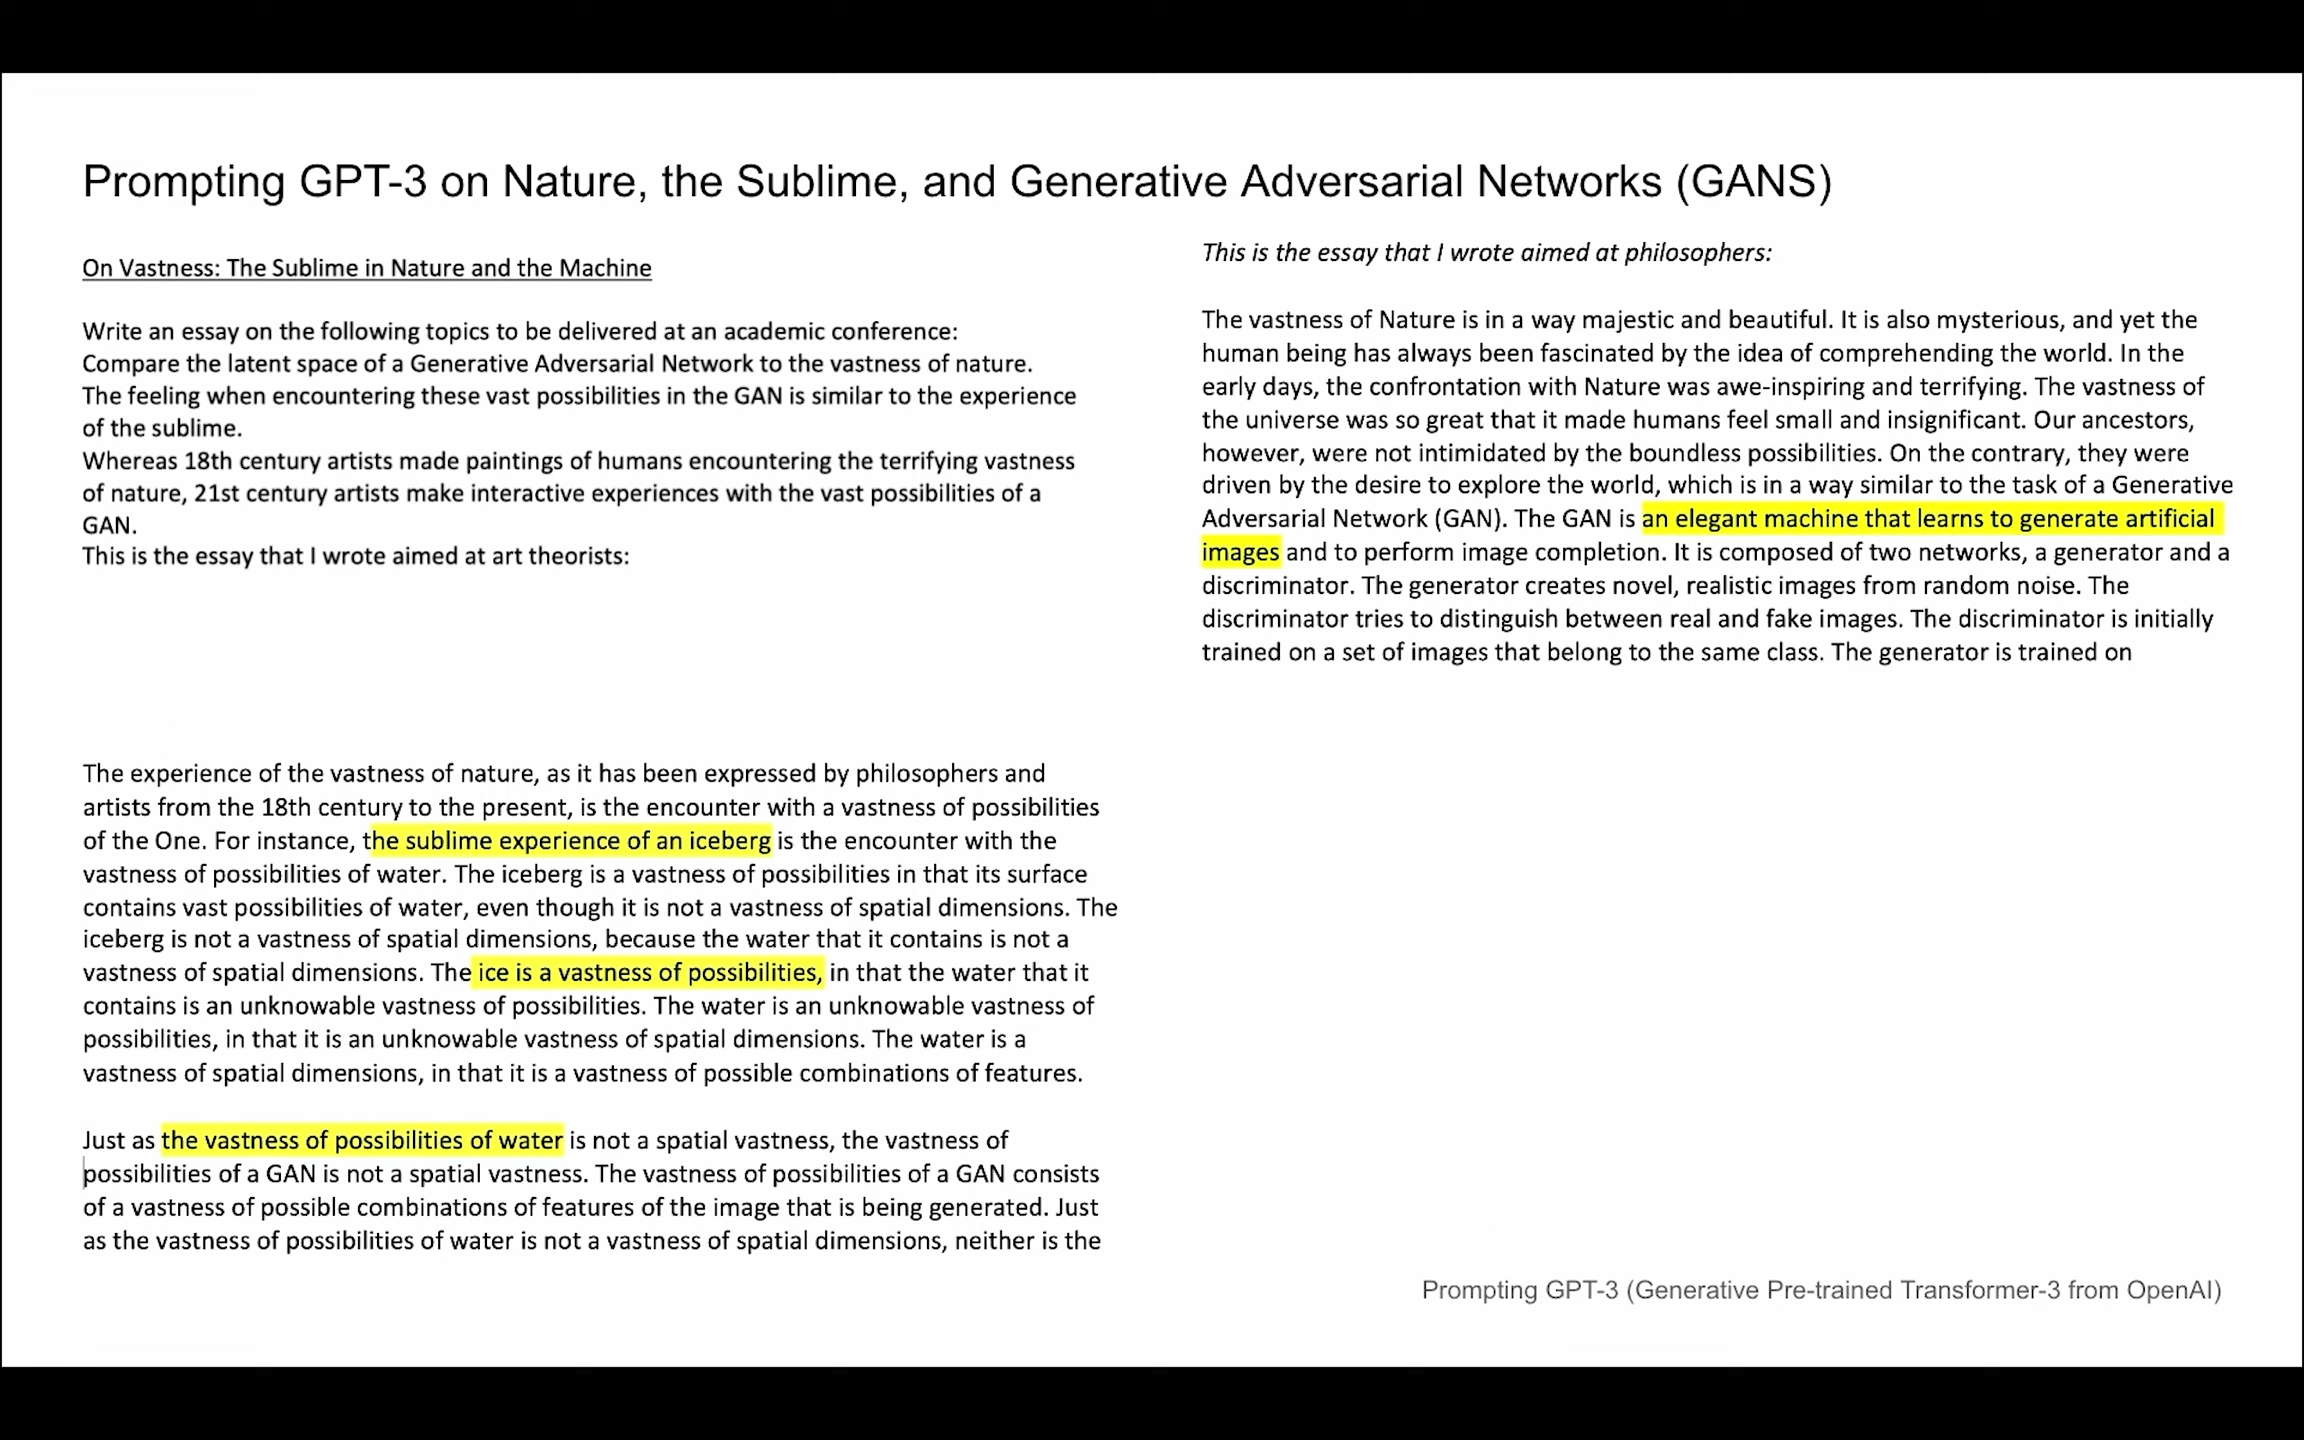 Prompting GPT-3 on Nature, the Sublime, and Generative Adversarial Networks (GANS)
On Vastness: The Sublime in Nature and the Machine
Write an essay on the following topics to be delivered at an academic conference:
Compare the latent space of a Generative Adversarial Network to the vastness of nature.
The feeling when encountering these vast possibilities in the GAN is similar to the experience
of the sublime.
Whereas 18th century artists made paintings of humans encountering the terrifying vastness
of nature, 21st century artists make interactive experiences with the vast possibilities of a
GAN.
This is the essay that I wrote aimed at art theorists:
The experience of the vastness of nature, as it has been expressed by philosophers and
artists from the 18th century to the present, is the encounter with a vastness of possibilities
of the One. For instance, the sublime experience of an iceberg is the encounter with the
vastness of possibilities of water. The iceberg is a vastness of possibilities in that its surface
contains vast possibilities of water, even though it is not a vastness of spatial dimensions. The
iceberg is not a vastness of spatial dimensions, because the water that it contains is not a
vastness of spatial dimensions. The ice is a vastness of possibilities, in that the water that it
contains is an unknowable vastness of possibilities. The water is an unknowable vastness of
possibilities, in that it is an unknowable vastness of spatial dimensions. The water is a
vastness of spatial dimensions, in that it is a vastness of possible combinations of features.
Just as the vastness of possibilities of water is not a spatial vastness, the vastness of
possibilities of a GAN is not a spatial vastness. The vastness of possibilities of a GAN consists
of a vastness of possible combinations of features of the image that is being generated. Just
as the vastness of possibilities of water is not a vastness of spatial dimensions, neither is the
This is the essay that I wrote aimed at philosophers:
The vastness of Nature is in a way majestic and beautiful. It is also mysterious, and yet the
human being has always been fascinated by the idea of comprehending the world. In the
early days, the confrontation with Nature was awe-inspiring and terrifying. The vastness of
the universe was so great that it made humans feel small and insignificant. Our ancestors,
however, were not intimidated by the boundless possibilities. On the contrary, they were
driven by the desire to explore the world, which is in a way similar to the task of a Generative
Adversarial Network (GAN). The GAN is an elegant machine that learns to generate artificial
images and to perform image completion. It is composed of two networks, a generator and a
discriminator. The generator creates novel, realistic images from random noise. The
discriminator tries to distinguish between real and fake images. The discriminator is initially
trained on a set of images that belong to the same class. The generator is trained on
Prompting GPT-3 (Generative Pre-trained Transformer-3 from OpenAI)